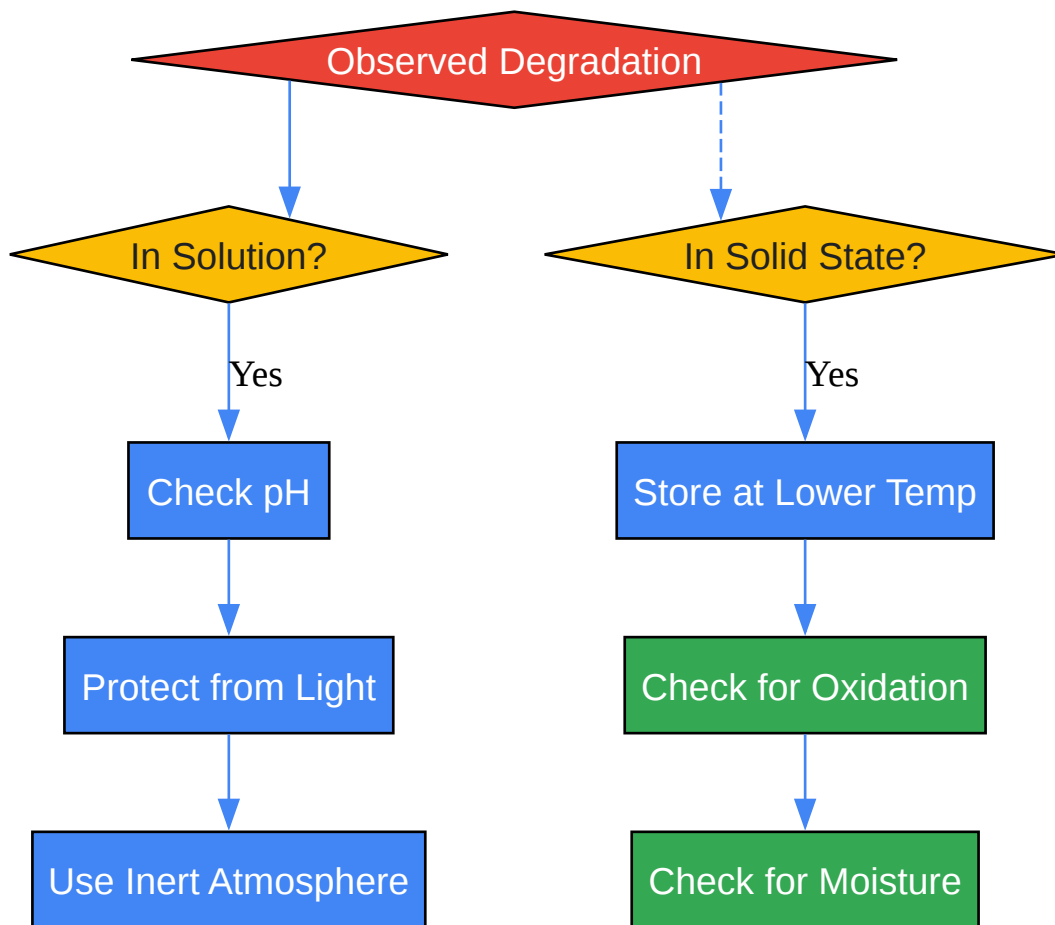 Observed Degradation
In Solution?
In Solid State?
Yes
Yes
Check pH
Store at Lower Temp
Protect from Light
Check for Oxidation
Use Inert Atmosphere
Check for Moisture